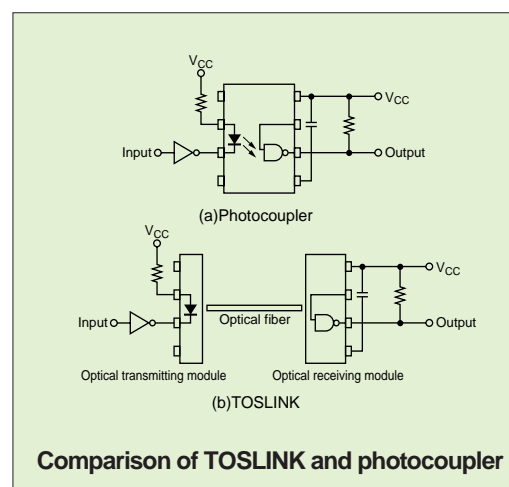 VCC
VCC
Input
Output
(a)Photocoupler
VCC
VCC
Input
Optical fiber
Output
Optical transmitting module
Optical receiving module
(b)TOSLINK
Comparison of TOSLINK and photocoupler